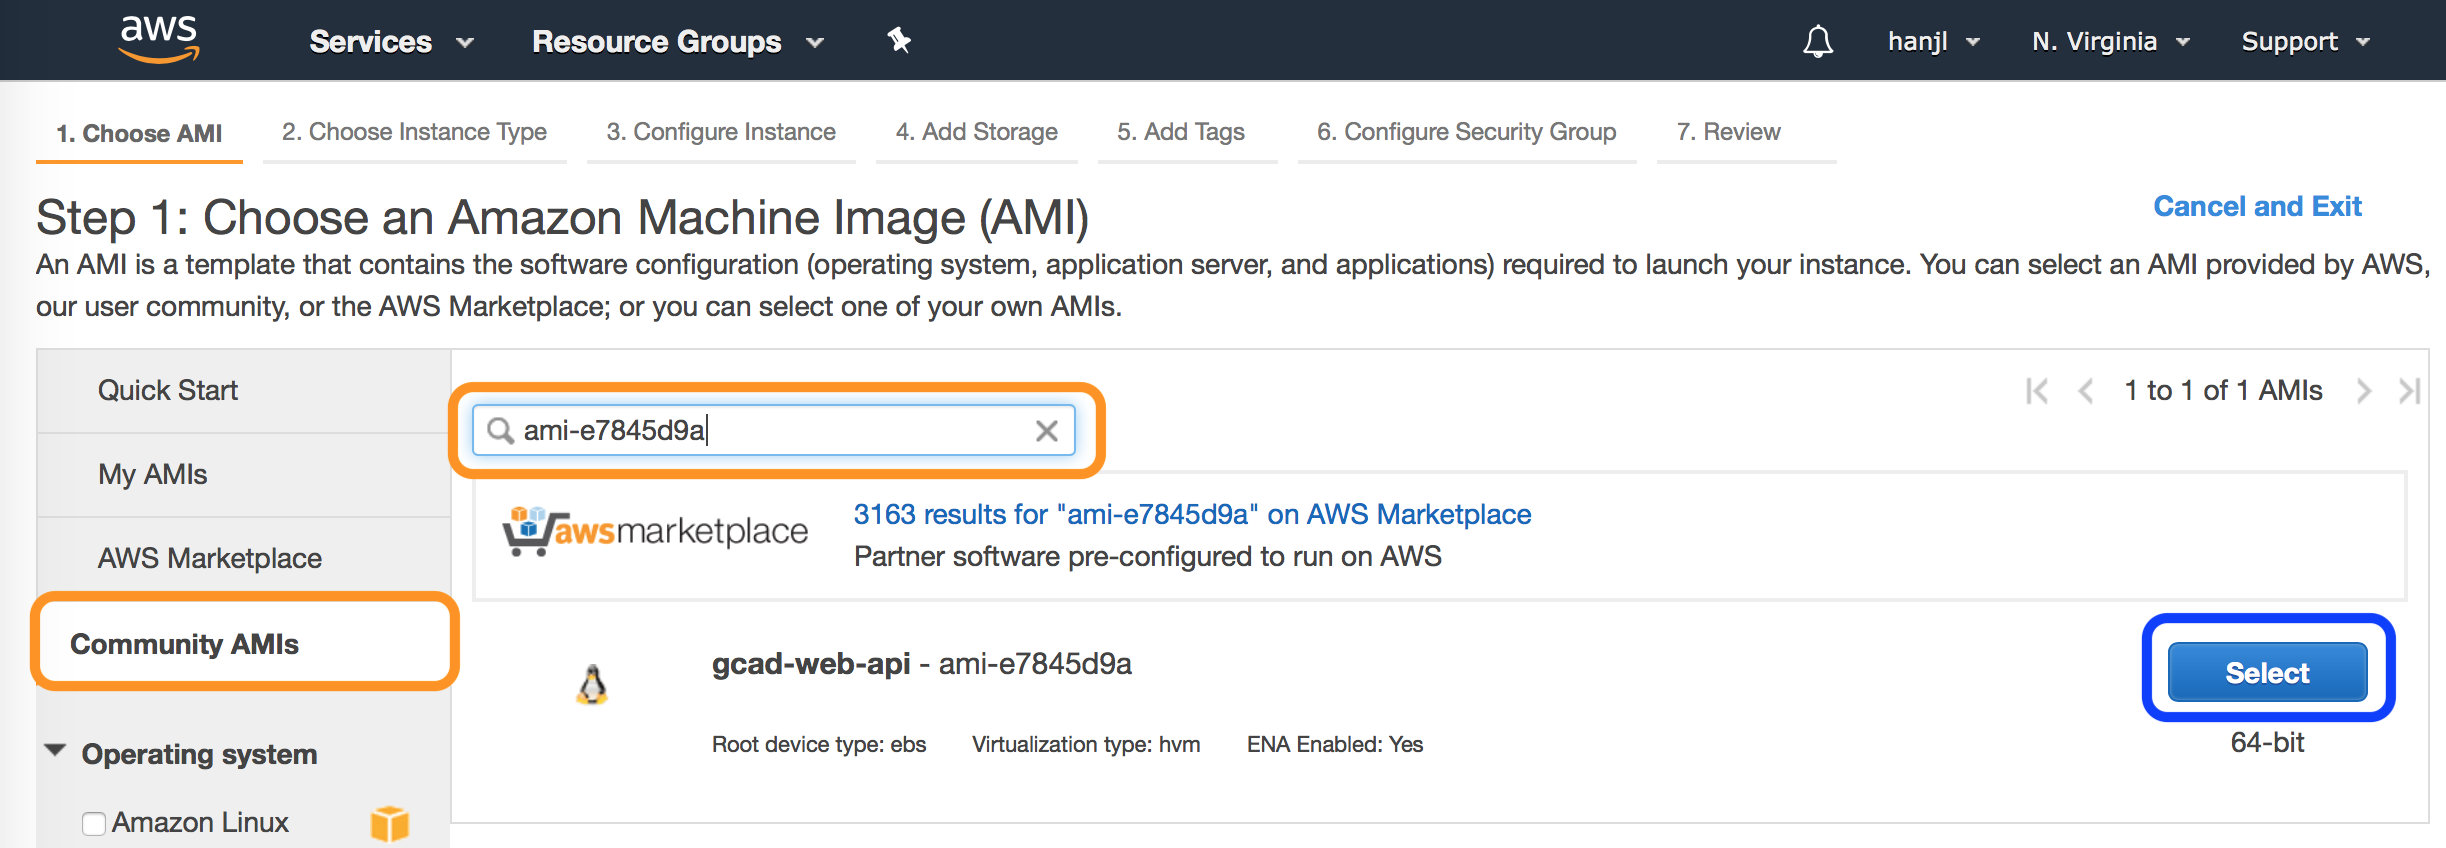 aws Services Resource Groups hanjl N. Virginia Support
1. Choose AMI 2. Choose Instance Type 3. Configure Instance 4. Add Storage 5. Add Tags 6. Configure Security Group 7. Review
Step 1: Choose an Amazon Machine Image (AMI)
Cancel and Exit
An AMI is a template that contains the software configuration (operating system, application server, and applications) required to launch your instance. You can select an AMI provided by AWS,
our user community, or the AWS Marketplace; or you can select one of your own AMIs.
Quick Start
My AMIs
AWS Marketplace
Community AMIs
Operating system
Amazon Linux
ami-e7845d9a
1 to 1 of 1 AMIs
awsmarketplace
3163 results for "ami-e7845d9a" on AWS Marketplace
Partner software pre-configured to run on AWS
gcad-web-api - ami-e7845d9a
Select
Root device type: ebs Virtualization type: hvm ENA Enabled: Yes
64-bit